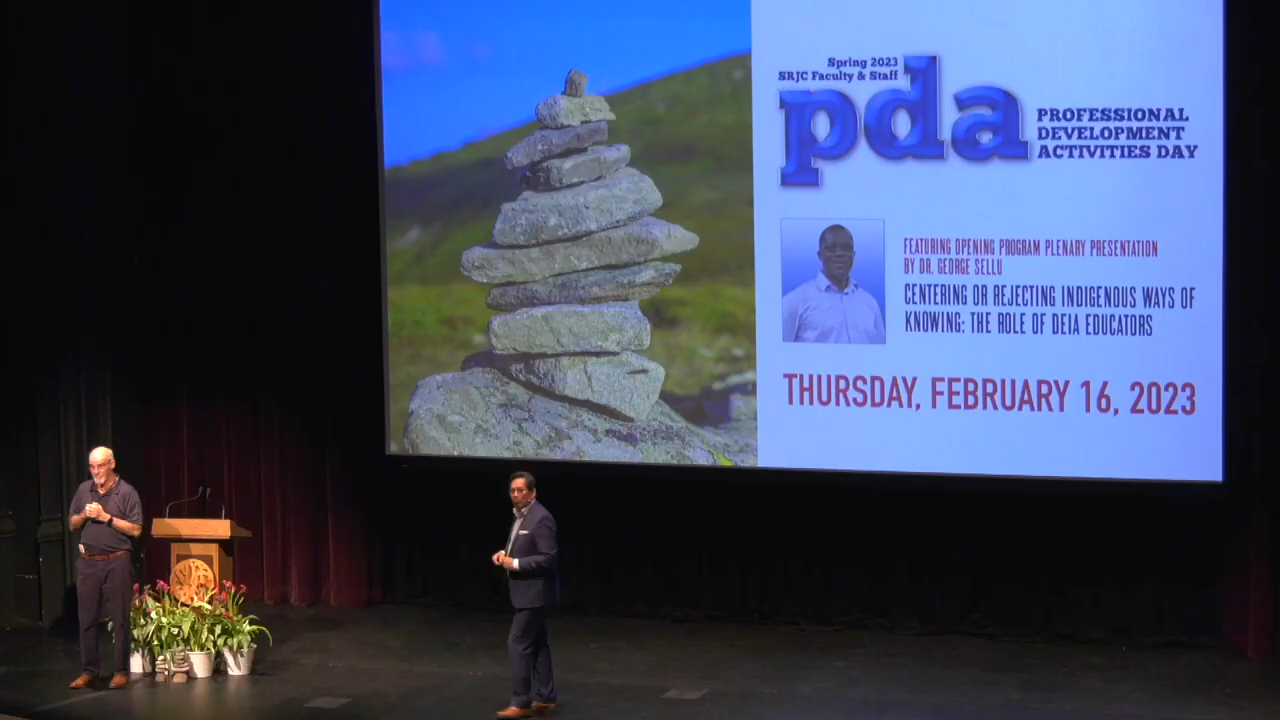 Spring 2023
SRJC Faculty & Staff
pda
PROFESSIONAL
DEVELOPMENT
ACTIVITIES DAY
FEATURING OPENING PROGRAM PLENARY PRESENTATION
BY DR. GEORGE SELLU
CENTERING OR REJECTING INDIGENOUS WAYS OF
KNOWING: THE ROLE OF DEIA EDUCATORS
THURSDAY, FEBRUARY 16, 2023